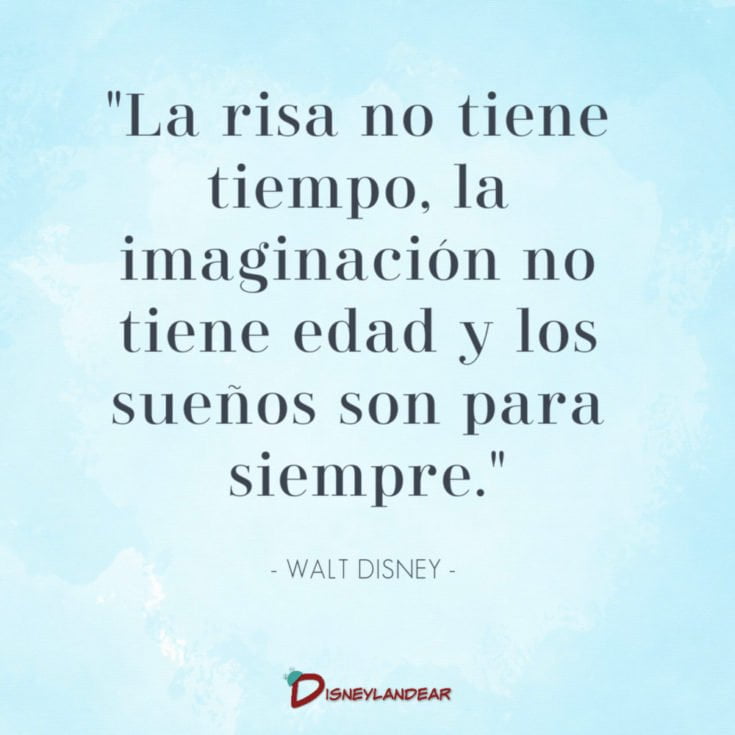 "La risa no tiene
tiempo, la
imaginación no
tiene edad y los
sueños son para
siempre."
- WALT DISNEY -
DISNEYLANDEAR